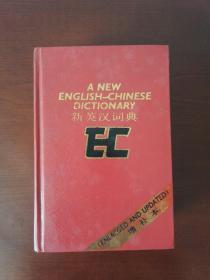 A NEW
ENGLISH–CHINESE
DICTIONARY
新英汉词典
EC
(ENLARGED AND UPDATED)
增补本